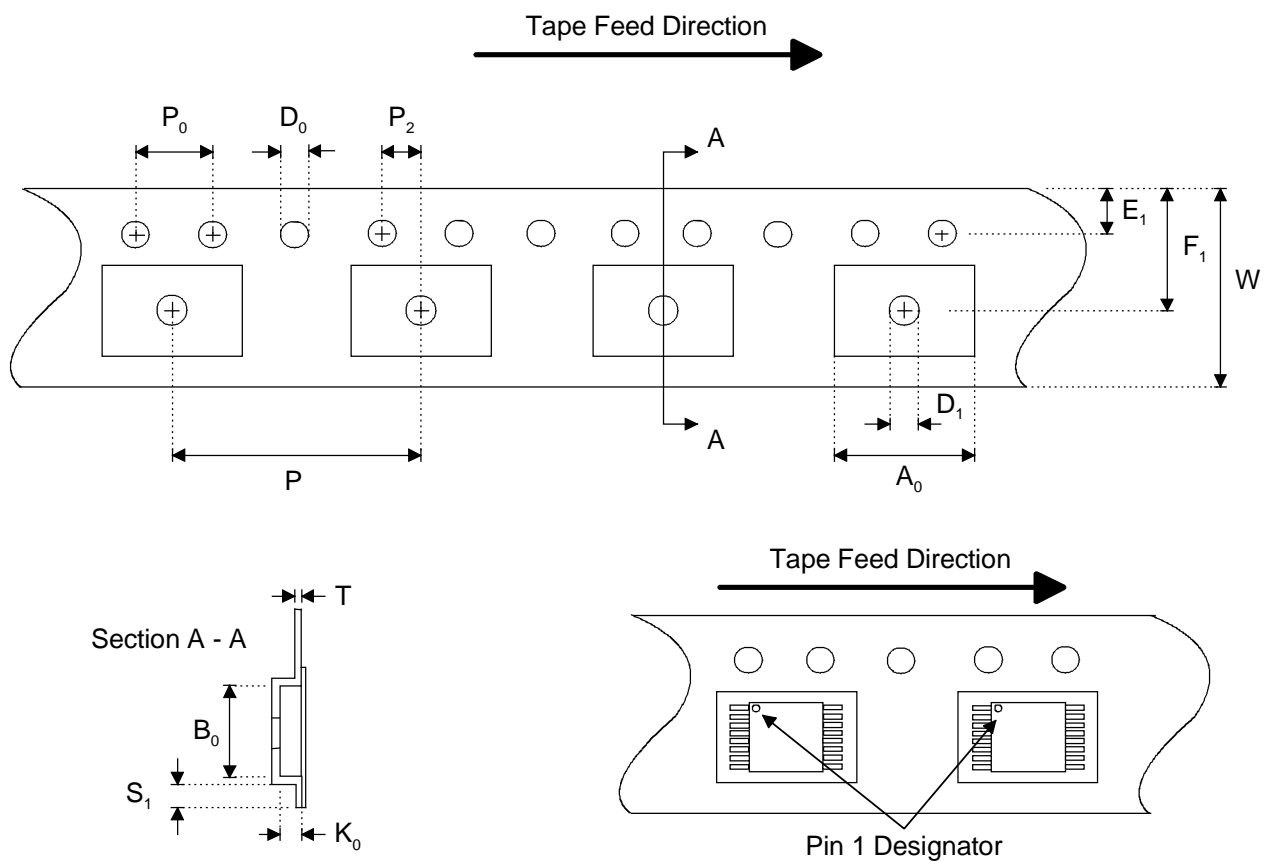 Tape Feed Direction
P₀
D₀
P₂
A
E₁
F₁
W
D₁
A
P
A₀
Tape Feed Direction
T
Section A - A
B₀
S₁
K₀
Pin 1 Designator